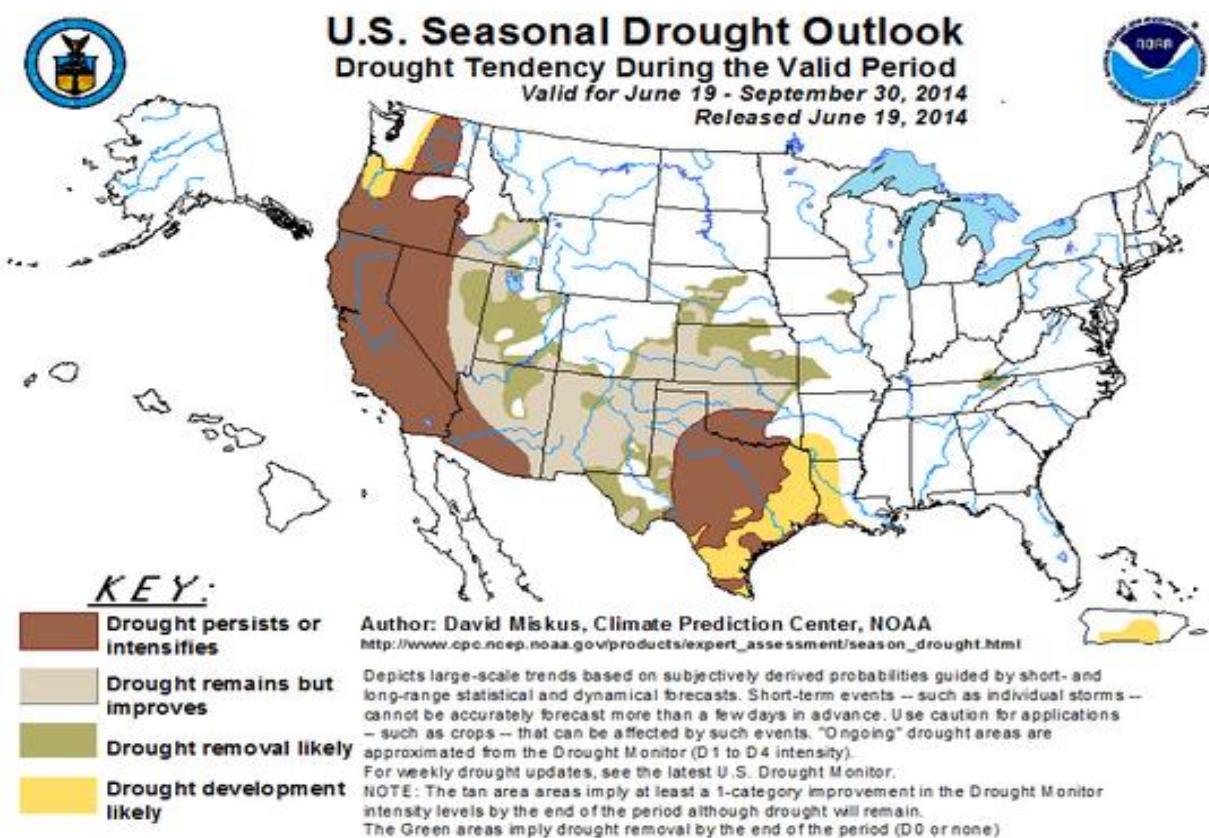 U.S. Seasonal Drought Outlook
Drought Tendency During the Valid Period
Valid for June 19 - September 30, 2014
Released June 19, 2014
NOAA
KEY:
Drought persists or
intensifies
Drought remains but
improves
Drought removal likely
Drought development
likely
Author: David Miskus, Climate Prediction Center, NOAA
http://www.cpc.ncep.noaa.gov/products/expert_assessment/season_drought.html
Depicts large-scale trends based on subjectively derived probabilities guided by short- and
long-range statistical and dynamical forecasts. Short-term events -- such as individual storms --
cannot be accurately forecast more than a few days in advance. Use caution for applications
-- such as crops -- that can be affected by such events. "Ongoing" drought areas are
approximated from the Drought Monitor (D1 to D4 intensity).
For weekly drought updates, see the latest U.S. Drought Monitor.
NOTE: The tan area areas imply at least a 1-category improvement in the Drought Monitor
intensity levels by the end of the period although drought will remain.
The Green areas imply drought removal by the end of the period (D0 or none)